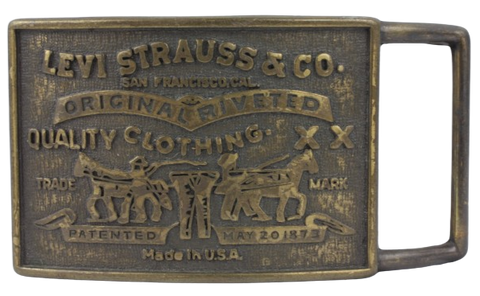 LEVI STRAUSS & CO.
SAN FRANCISCO, CAL.
ORIGINAL RIVETED
QUALITY CLOTHING. XX
TRADE MARK
PATENTED MAY 20 1873
Made in U.S.A.